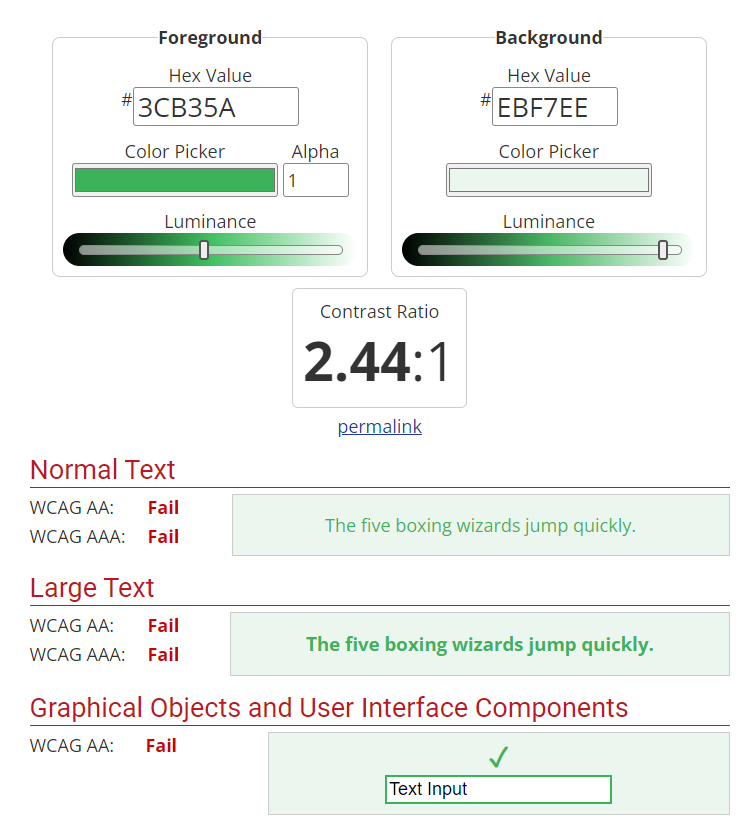 Foreground
Hex Value
#3CB35A
Color Picker Alpha
1
Luminance
Background
Hex Value
#EBF7EE
Color Picker
Luminance
Contrast Ratio
2.44:1
permalink
Normal Text
WCAG AA: Fail
WCAG AAA: Fail
The five boxing wizards jump quickly.
Large Text
WCAG AA: Fail
WCAG AAA: Fail
The five boxing wizards jump quickly.
Graphical Objects and User Interface Components
WCAG AA: Fail
✓
Text Input